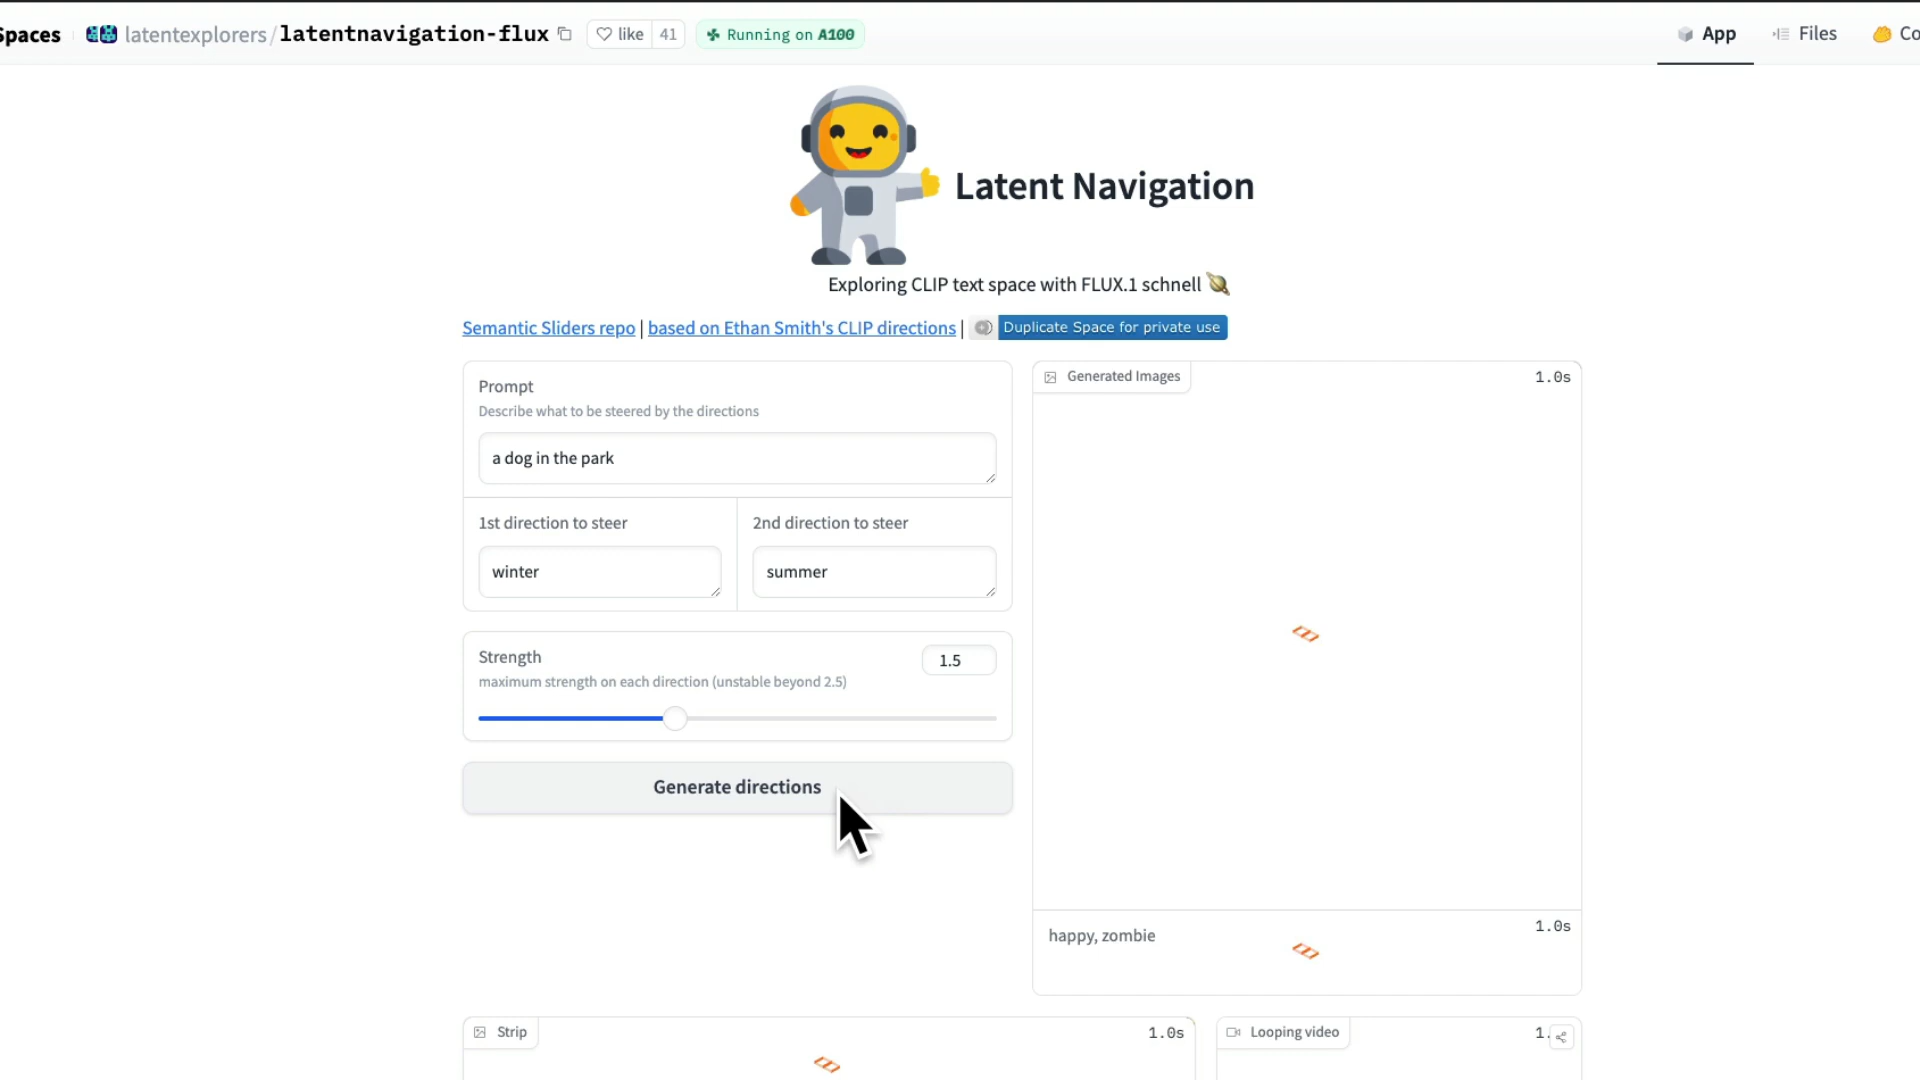 Spaces latentexplorers/latentnavigation-flux like 41 Running on A100 App Files Co
Latent Navigation
Exploring CLIP text space with FLUX.1 schnell
Semantic Sliders repo | based on Ethan Smith's CLIP directions | Duplicate Space for private use
Prompt
Describe what to be steered by the directions
a dog in the park
1st direction to steer
winter
2nd direction to steer
summer
Strength
1.5
maximum strength on each direction (unstable beyond 2.5)
Generate directions
Generated Images
1.0s
happy, zombie
1.0s
Strip
1.0s
Looping video
1.